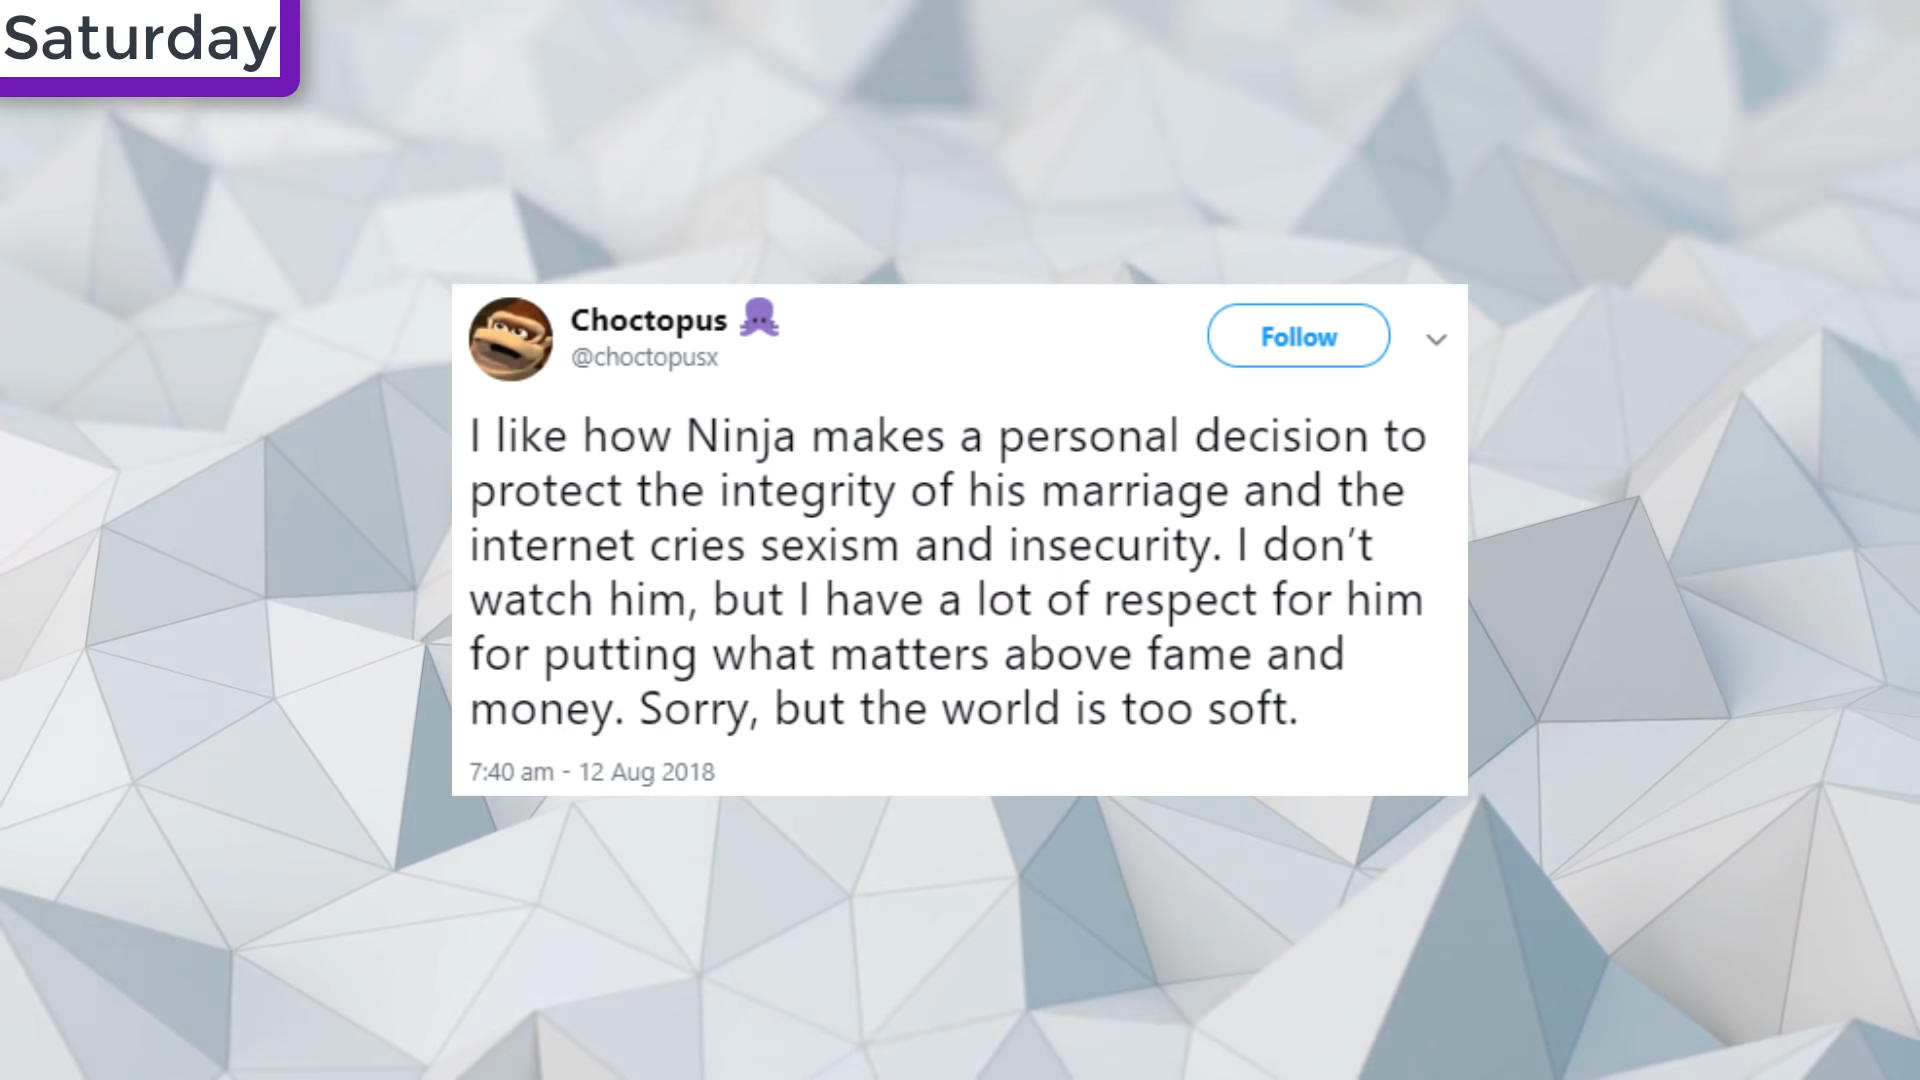 Saturday
Choctopus
@choctopusx
Follow
I like how Ninja makes a personal decision to
protect the integrity of his marriage and the
internet cries sexism and insecurity. I don’t
watch him, but I have a lot of respect for him
for putting what matters above fame and
money. Sorry, but the world is too soft.
7:40 am - 12 Aug 2018